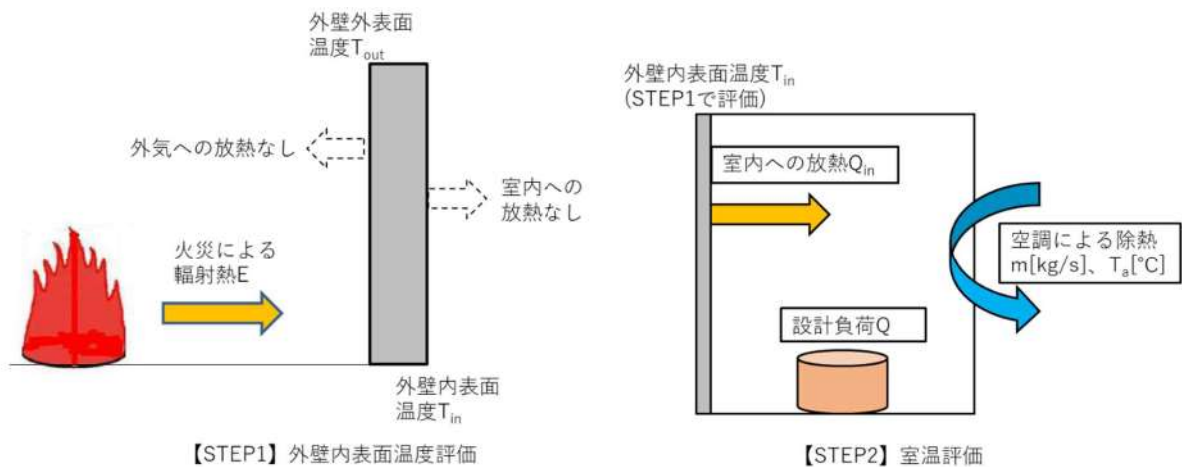 外壁外表面
温度Tout
外気への放熱なし
室内への
放熱なし
火災による
輻射熱E
外壁内表面
温度Tin
【STEP1】外壁内表面温度評価
外壁内表面温度Tin
(STEP1で評価)
室内への放熱Qin
空調による除熱
m[kg/s]、Ta[°C]
設計負荷Q
【STEP2】室温評価